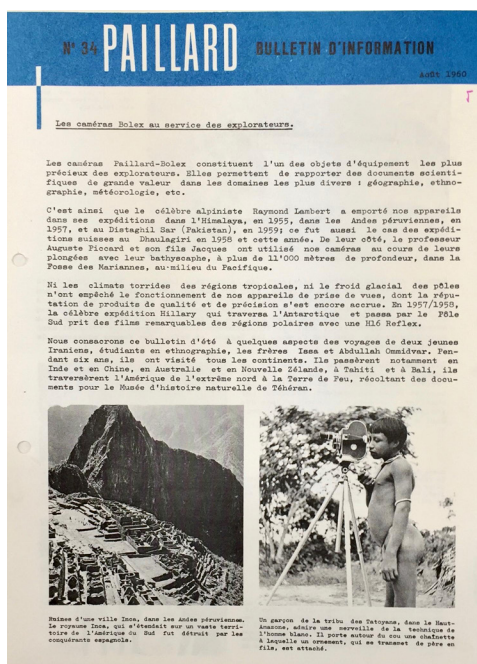 N° 34 PAILLARD BULLETIN D'INFORMATION
Août 1960
Les caméras Bolex au service des explorateurs.
Les caméras Paillard-Bolex constituent l'un des objets d'équipement les plus
précieux des explorateurs. Elles permettent de rapporter des documents scienti-
fiques de grande valeur dans les domaines les plus divers : géographie, ethno-
graphie, météorologie, etc.
C'est ainsi que le célèbre alpiniste Raymond Lambert a emporté nos appareils
dans ses expéditions dans l'Himalaya, en 1955, dans les Andes péruviennes, en
1957, et au Distaghil Sar (Pakistan), en 1959; ce fut aussi le cas des expédi-
tions suisses au Dhaulagiri en 1958 et cette année. De leur côté, le professeur
Auguste Piccard et son fils Jacques ont utilisé nos caméras au cours de leurs
plongées avec leur bathyscaphe, à plus de 11'000 mètres de profondeur, dans la
Fosse des Mariannes, au-milieu du Pacifique.
Ni les climats torrides des régions tropicales, ni le froid glacial des pôles
n'ont empêché le fonctionnement de nos appareils de prise de vues, dont la répu-
tation de produits de qualité et de précision s'est encore accrue. En 1957/1958,
la célèbre expédition Hillary qui traversa l'Antarctique et passa par le Pôle
Sud prit des films remarquables des régions polaires avec une H16 Reflex.
Nous consacrons ce bulletin d'été à quelques aspects des voyages de deux jeunes
Iraniens, étudiants en ethnographie, les frères Issa et Abdullah Ommidvar. Pen-
dant six ans, ils ont visité tous les continents. Ils passèrent notamment en
Inde et en Chine, en Australie et en Nouvelle Zélande, à Tahiti et à Bali, ils
traversèrent l'Amérique de l'extrême nord à la Terre de Feu, récoltant des docu-
ments pour le Musée d'histoire naturelle de Téhéran.
Ruines d'une ville Inca, dans les Andes péruviennes.
Le royaume Inca, qui s'étendait sur un vaste terri-
toire de l'Amérique du Sud fut détruit par les
conquérants espagnols.
Un garçon de la tribu des Tatoyana, dans le Haut-
Amazone, admire une merveille de la technique de
l'homme blanc. Il porte autour du cou une chaînette
à laquelle un ornement, qui se transmet de père en
fils, est attaché.